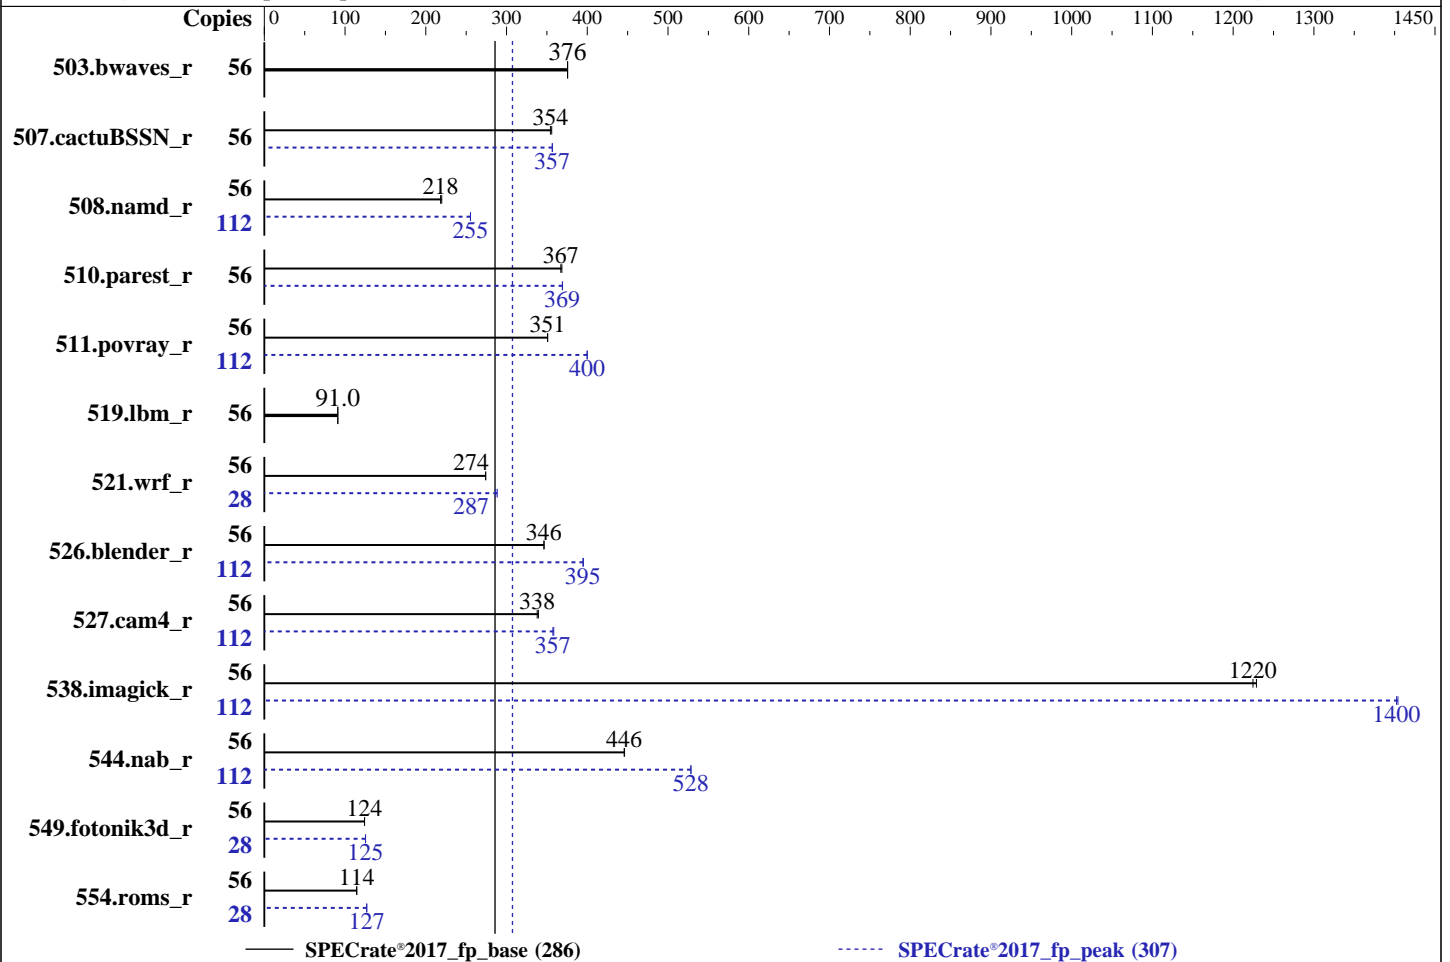 Copies 0 100 200 300 400 500 600 700 800 900 1000 1100 1200 1300 1450
503.bwaves_r 56 376
507.cactuBSSN_r 56 354
357
508.namd_r 56 218
112 255
510.parest_r 56 367
369
511.povray_r 56 351
112 400
519.lbm_r 56 91.0
521.wrf_r 56 274
28 287
526.blender_r 56 346
112 395
527.cam4_r 56 338
112 357
538.imagick_r 56 1220
112 1400
544.nab_r 56 446
112 528
549.fotonik3d_r 56 124
28 125
554.roms_r 56 114
28 127
SPECrate®2017_fp_base (286) SPECrate®2017_fp_peak (307)